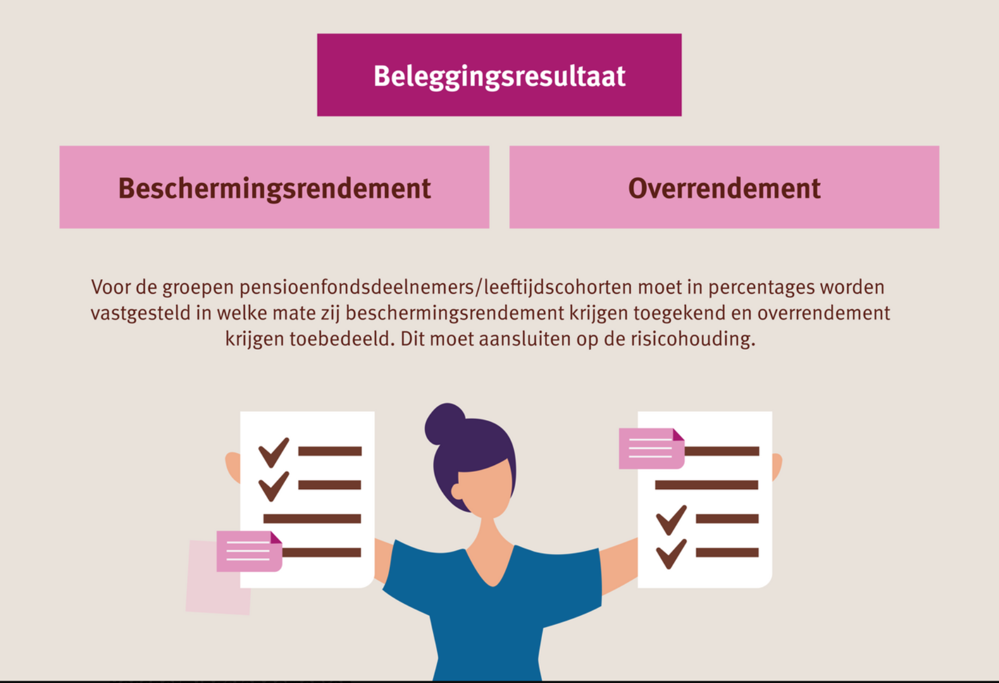 Beleggingsresultaat
Beschermingsrendement
Overrendement
Voor de groepen pensioenfondsdeelnemers/leeftijdscohorten moet in percentages worden
vastgesteld in welke mate zij beschermingsrendement krijgen toegekend en overrendement
krijgen toebedeeld. Dit moet aansluiten op de risicohouding.